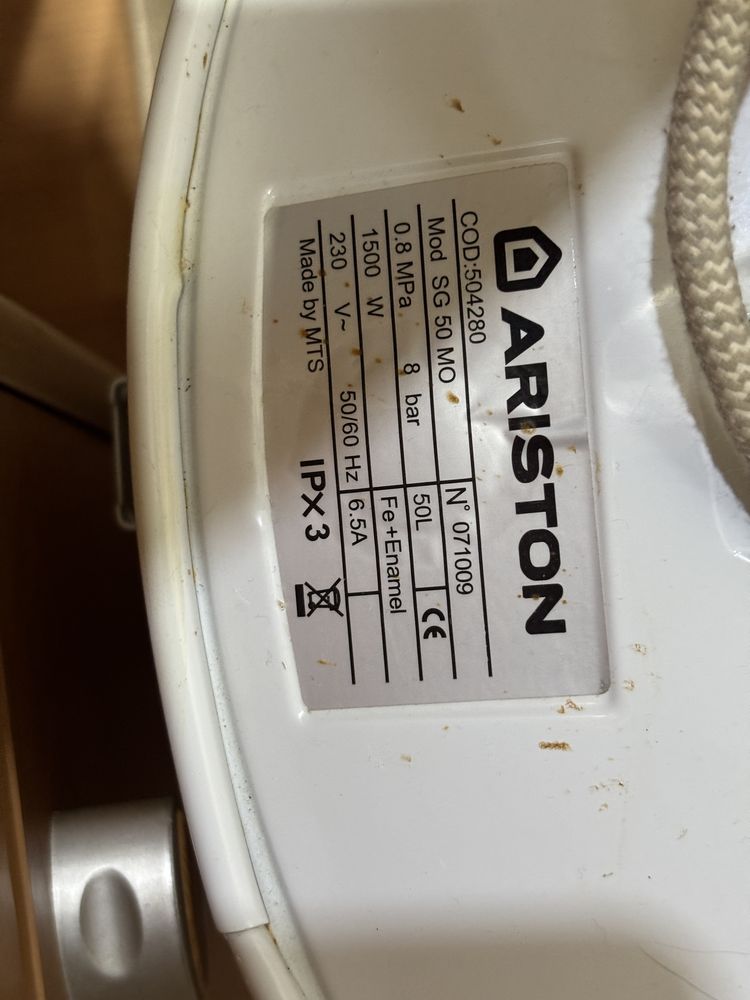 ARISTON
COD:504280 N° 071009
Mod SG 50 MO 50L CE
0.8 MPa 8 bar Fe+Enamel
1500 W
230 V~ 50/60 Hz 6.5A
Made by MTS IPX3